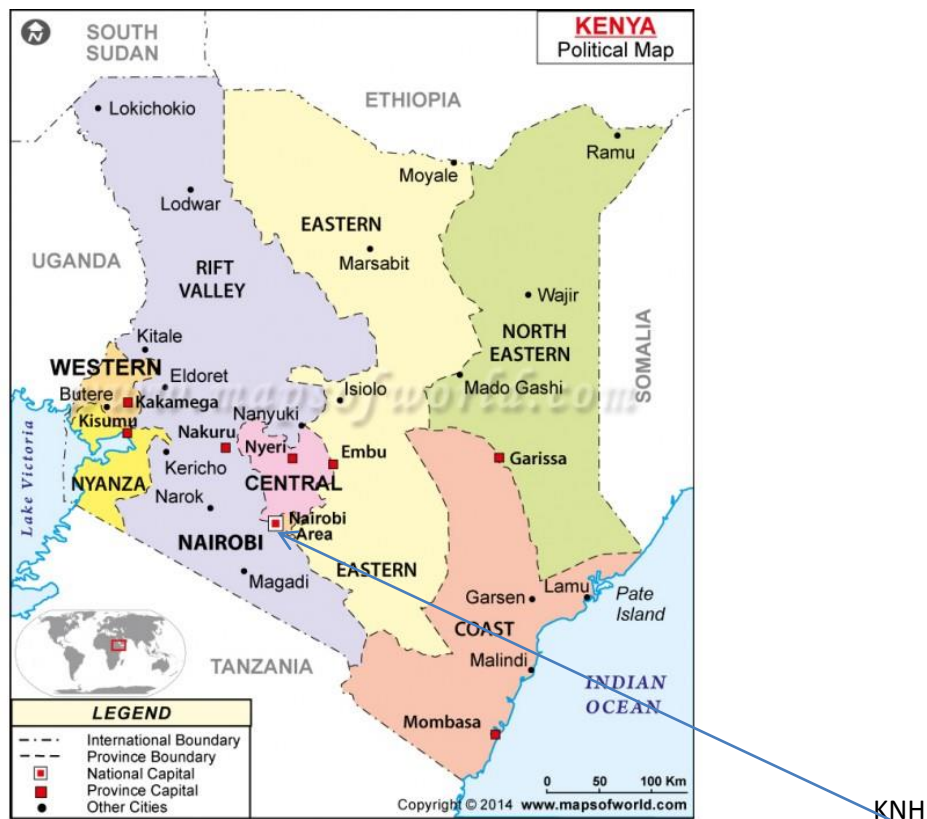 KENYA
Political Map
SOUTH
SUDAN
ETHIOPIA
Lokichokio
Ramu
Moyale
Lodwar
EASTERN
Marsabit
UGANDA
RIFT
VALLEY
Wajir
SOMALIA
NORTH
EASTERN
Kitale
WESTERN
Eldoret
Isiolo
Mado Gashi
www.mapsofworld.com
Butere
Kakamega
Kisumu
Nanyuki
Nakuru
Nyeri
Embu
Garissa
Lake Victoria
Kericho
NYANZA
CENTRAL
Narok
Nairobi
Area
NAIROBI
EASTERN
Magadi
Garsen
Lamu
Pate
Island
COAST
TANZANIA
Malindi
INDIAN
OCEAN
Mombasa
LEGEND
International Boundary
Province Boundary
National Capital
Province Capital
Other Cities
0 50 100 Km
Copyright © 2014 www.mapsofworld.com
KNH